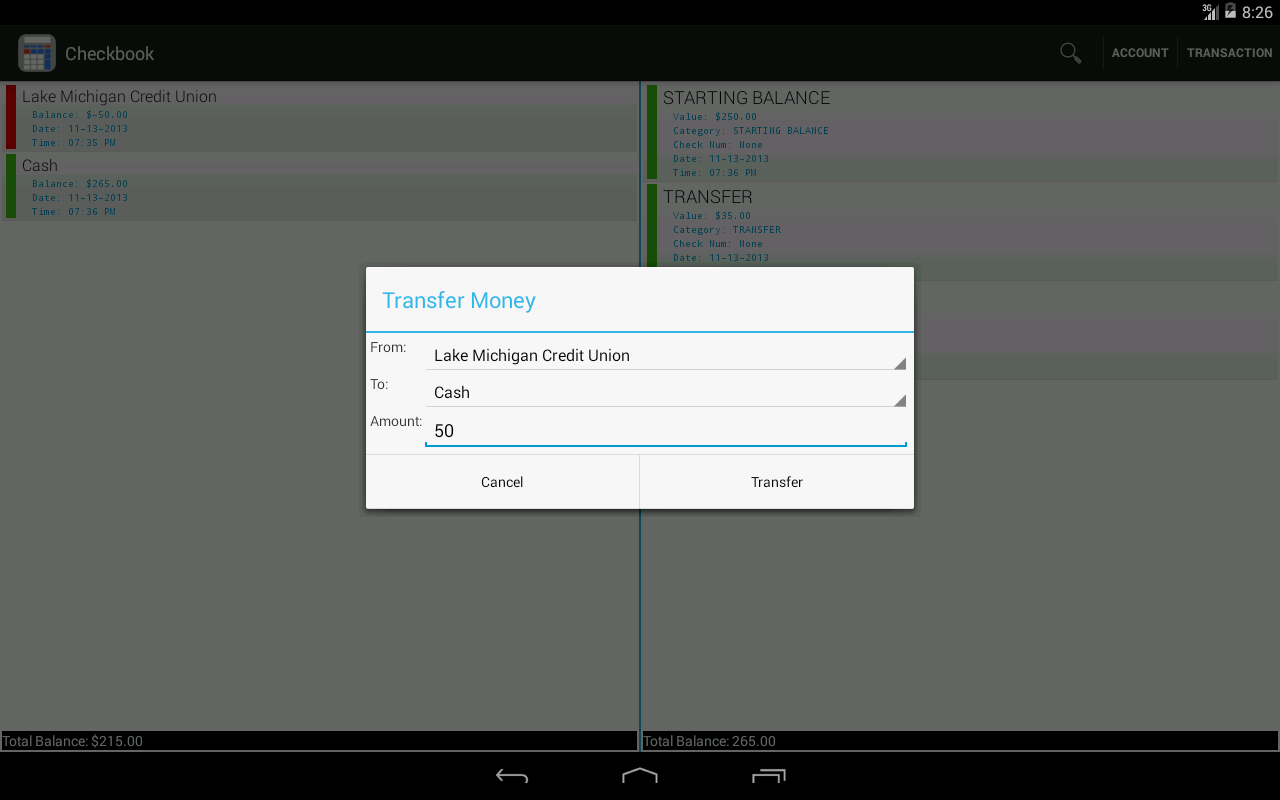 3G 8:26
Checkbook
ACCOUNT
TRANSACTION
Lake Michigan Credit Union
Balance: $-50.00
Date: 11-13-2013
Time: 07:35 PM
Cash
Balance: $265.00
Date: 11-13-2013
Time: 07:36 PM
Total Balance: $215.00
STARTING BALANCE
Value: $250.00
Category: STARTING BALANCE
Check Num: None
Date: 11-13-2013
Time: 07:36 PM
TRANSFER
Value: $35.00
Category: TRANSFER
Check Num: None
Date: 11-13-2013
Total Balance: 265.00
Transfer Money
From: Lake Michigan Credit Union
To: Cash
Amount: 50
Cancel
Transfer